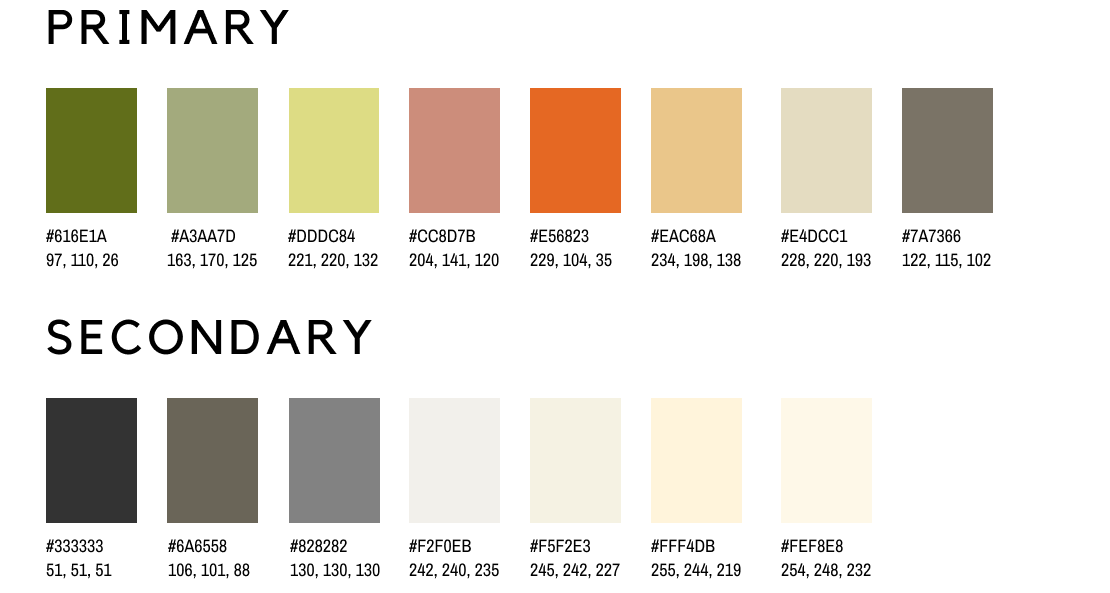 PRIMARY
#616E1A #A3AA7D #DDDC84 #CC8D7B #E56823 #EAC68A #E4DCC1 #7A7366
97, 110, 26 163, 170, 125 221, 220, 132 204, 141, 120 229, 104, 35 234, 198, 138 228, 220, 193 122, 115, 102
SECONDARY
#333333 #6A6558 #828282 #F2F0EB #F5F2E3 #FFF4DB #FEF8E8
51, 51, 51 106, 101, 88 130, 130, 130 242, 240, 235 245, 242, 227 255, 244, 219 254, 248, 232